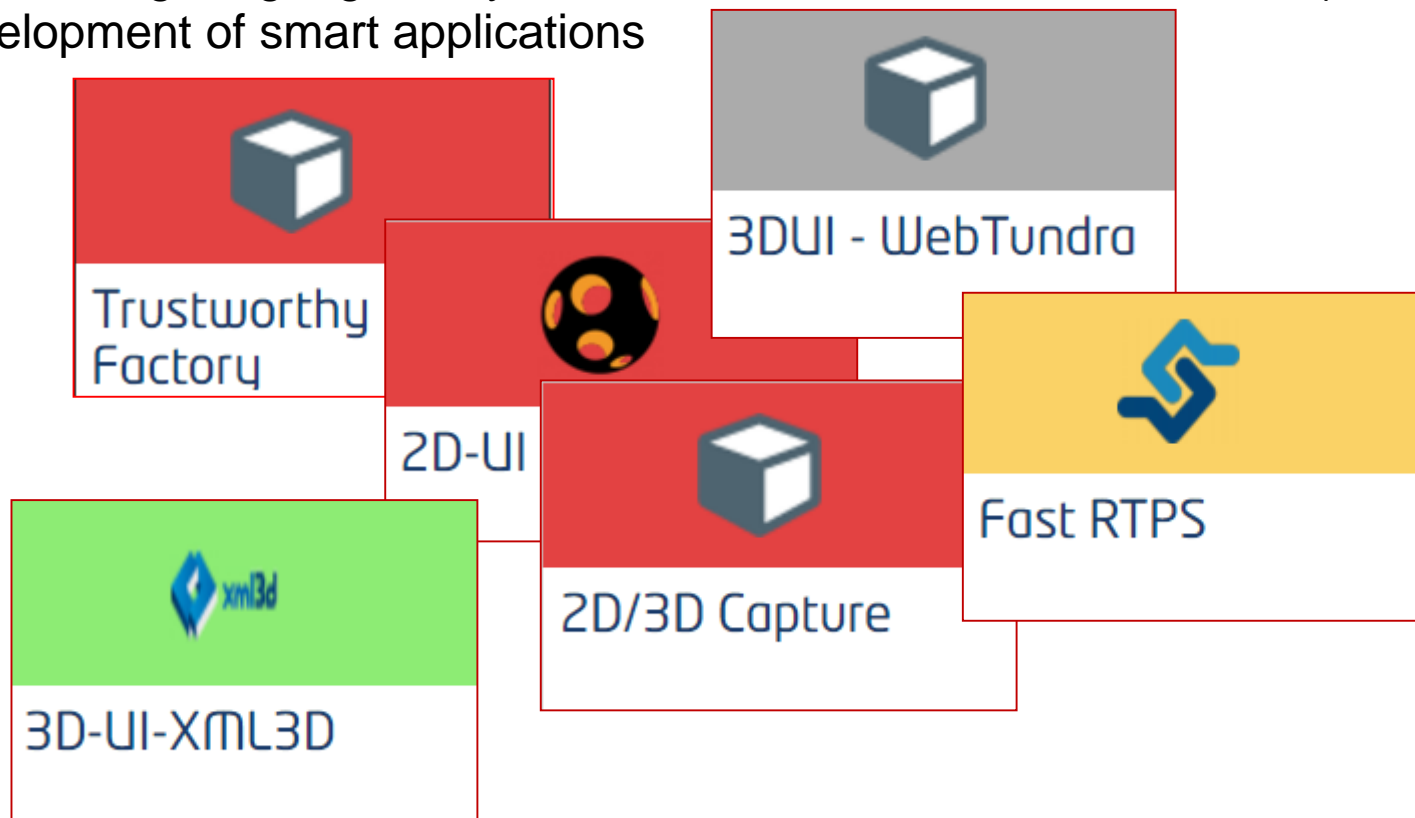 elopment of smart applications
3DUI - WebTundra
Trustworthy
Factory
2D-UI
Fast RTPS
2D/3D Capture
xml3d
3D-UI-XML3D